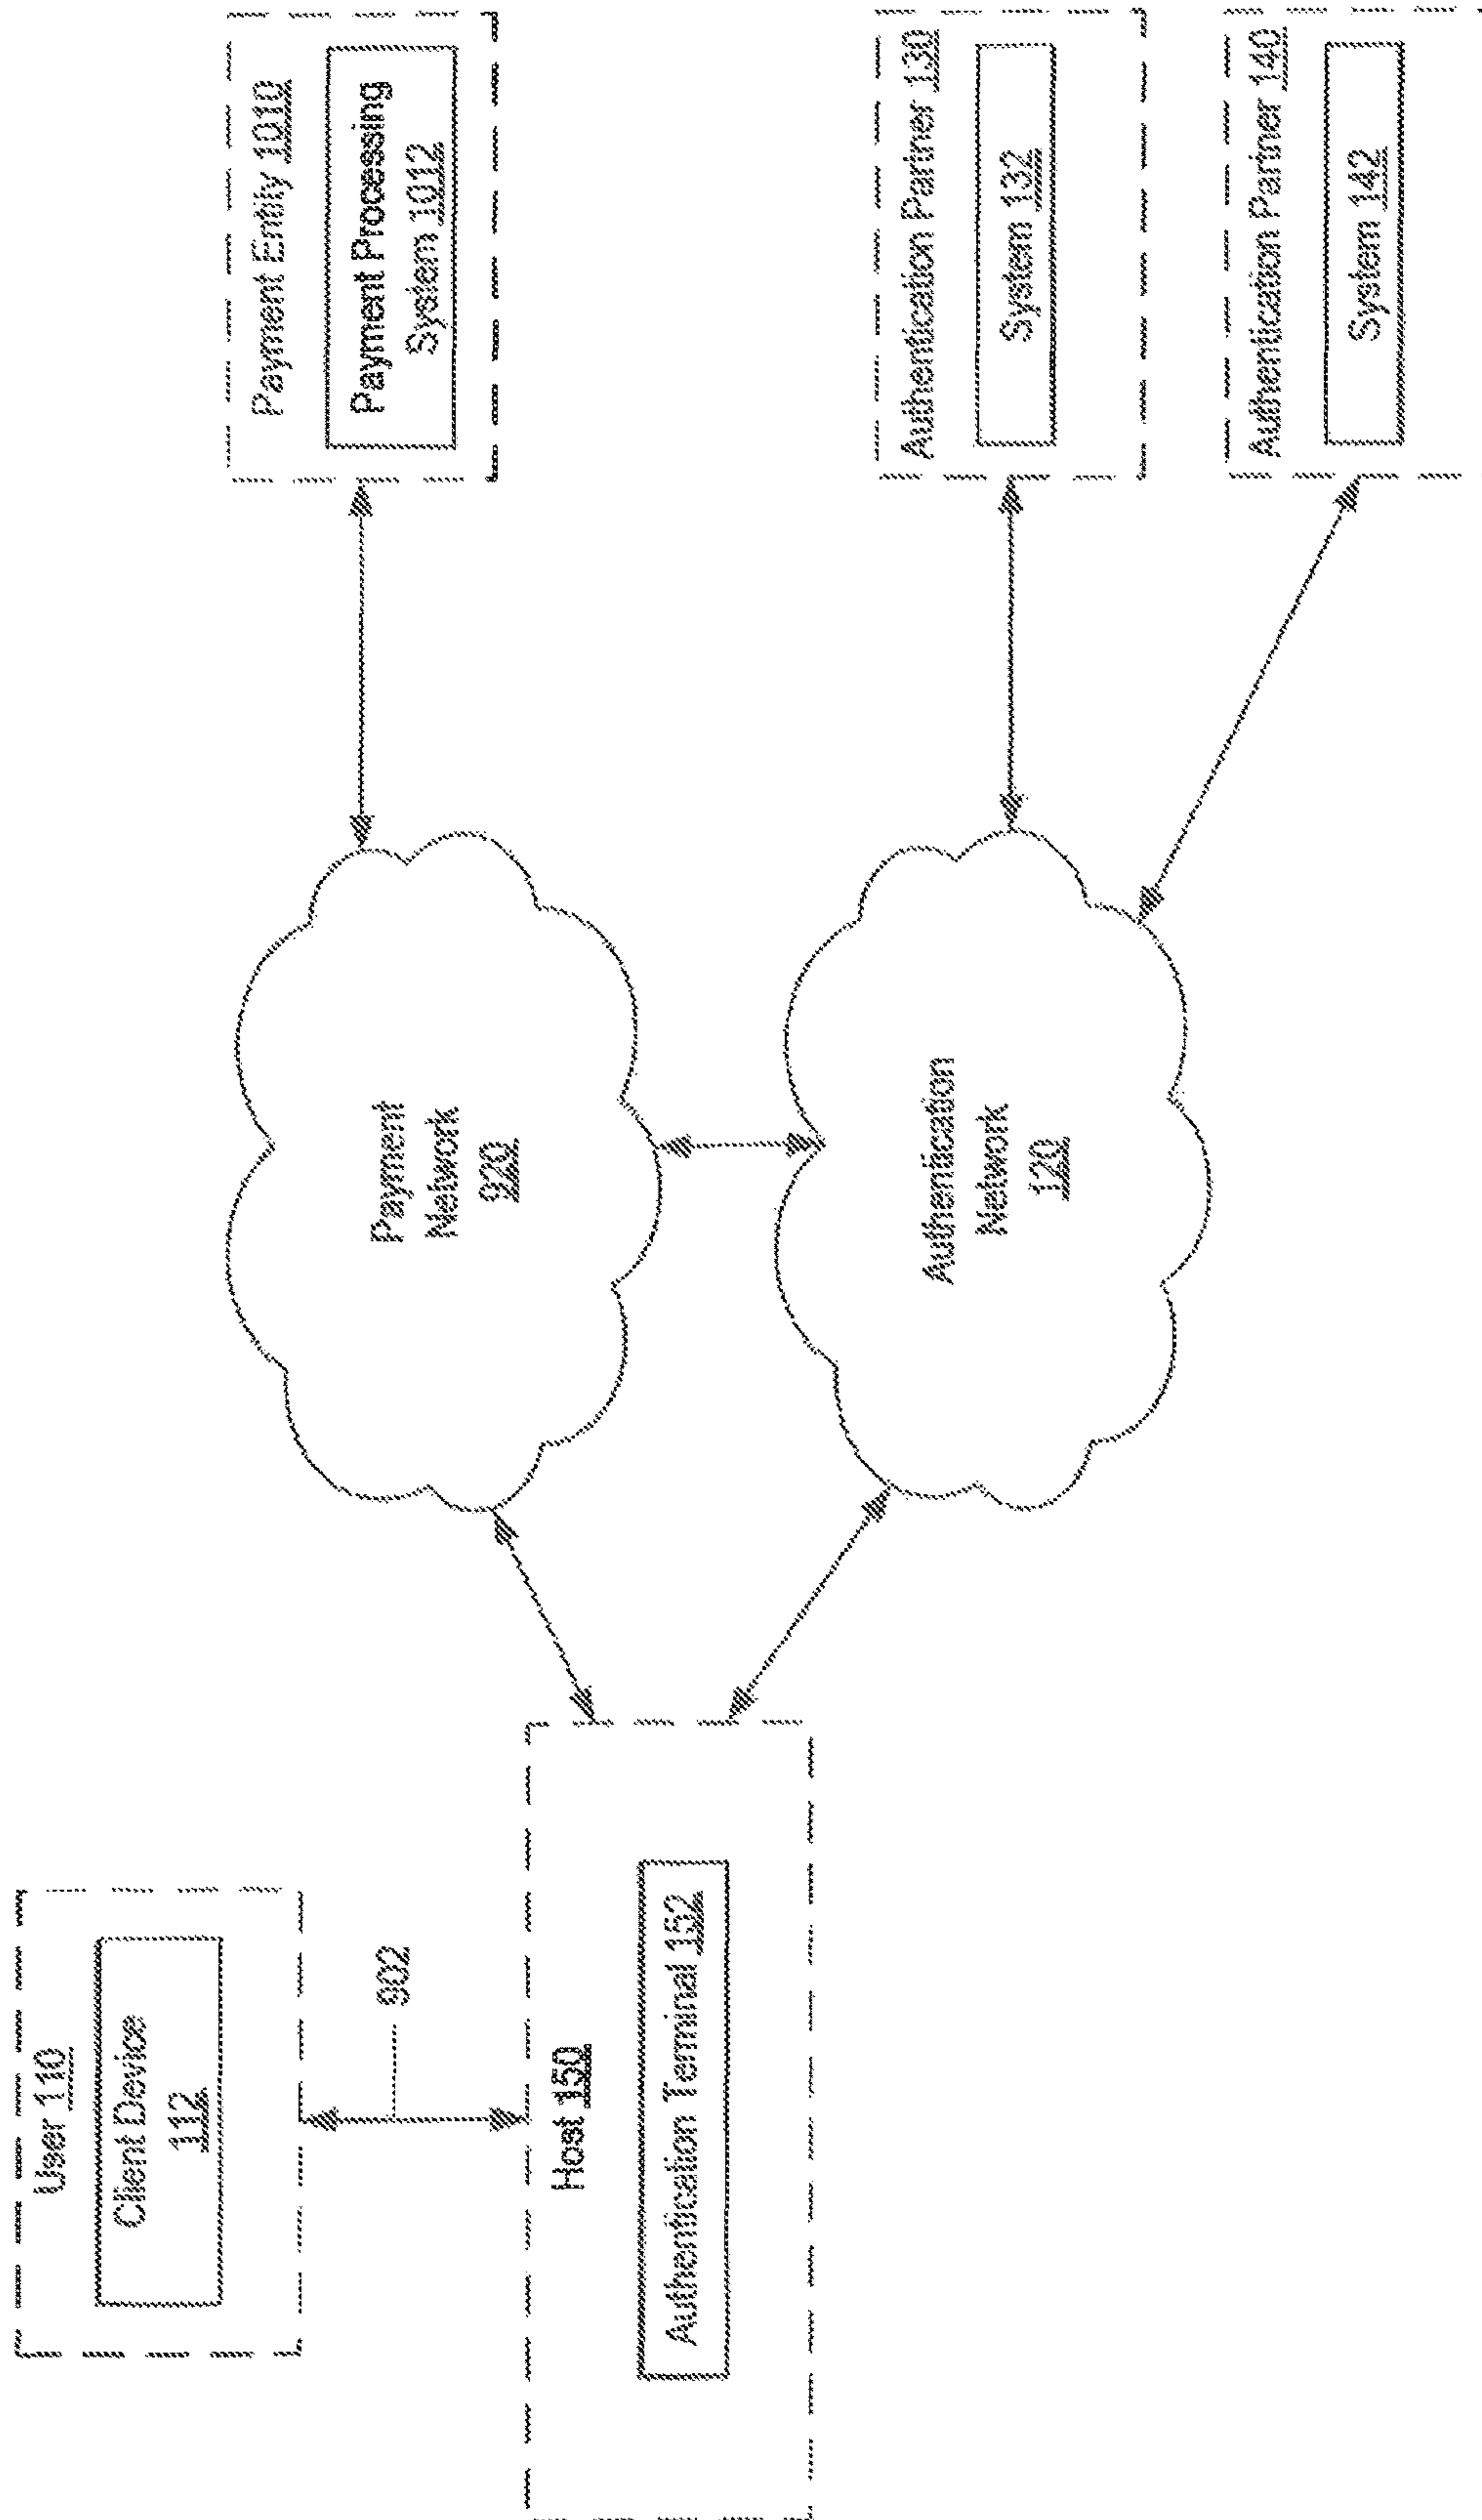 User 110
Client Device
112
902
Host 150
Authentication Terminal 152
Payment
Network
920
Authentication
Network
120
Payment Entity 1010
Payment Processing
System 1012
Authentication Partner 130
System 132
Authentication Partner 140
System 142